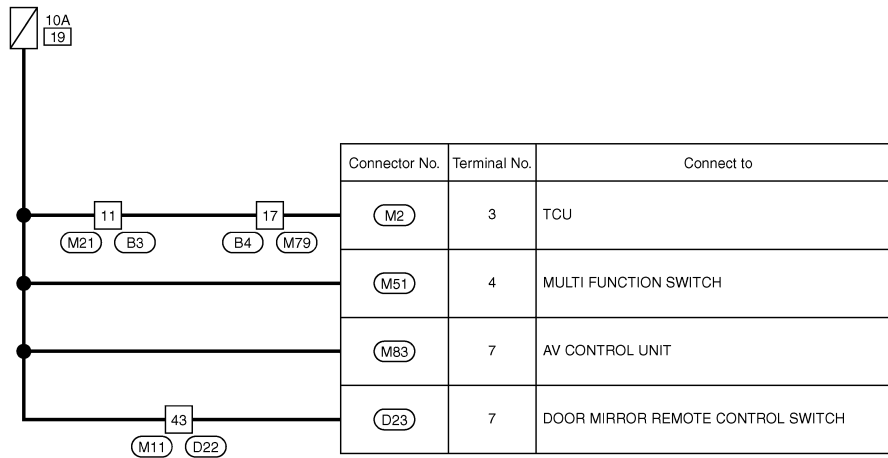 10A
19
Connector No. Terminal No. Connect to
11 17 M2 3 TCU
M21 B3 B4 M79
M51 4 MULTI FUNCTION SWITCH
M83 7 AV CONTROL UNIT
43 D23 7 DOOR MIRROR REMOTE CONTROL SWITCH
M11 D22